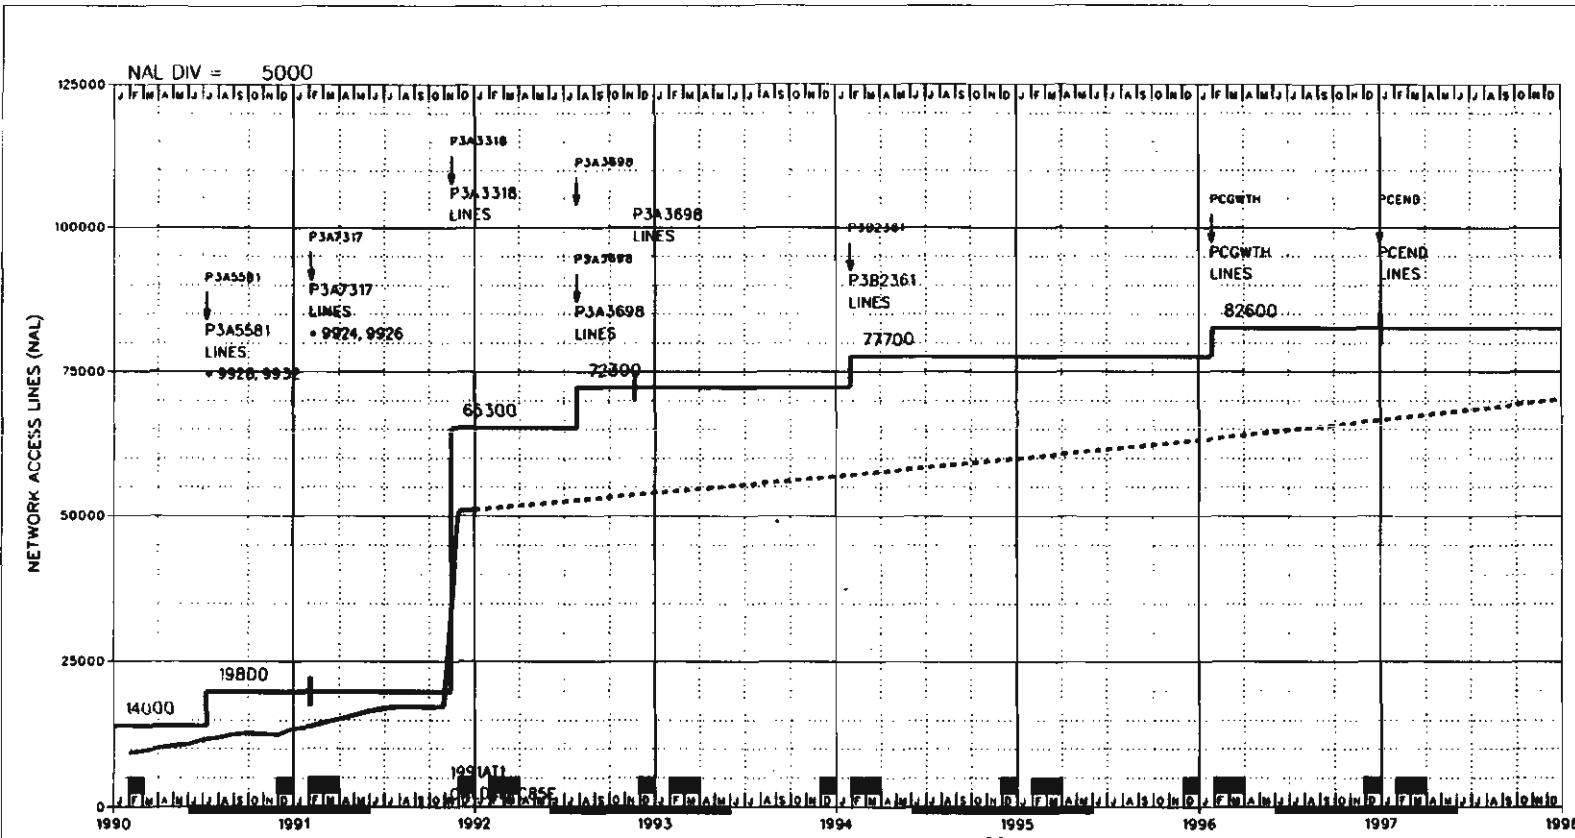 NAL DIV = 5000
125000
J F M A M J J A S O N D J F M A M J J A S O N D J F M A M J J A S O N D J F M A M J J A S O N D J F M A M J J A S O N D J F M A M J J A S O N D J F M A M J J A S O N D J F M A M J J A S O N D
P3A3318
P3A3318
LINES
P3A3698
P3A3698
LINES
PCGWTH
PCEND
100000
P3A7317
P3A7317
LINES
• 9924, 9926
P3A3698
P3A3698
LINES
P3B2361
P3B2361
LINES
PCGWTH
LINES
PCEND
LINES
P3A5581
P3A5581
LINES
82600
77700
75000
65300
50000
25000
19800
14000
NETWORK ACCESS LINES (NAL)
1991AT1
0
J F M A M J J A S O N D J F M A M J J A S O N D J F M A M J J A S O N D J F M A M J J A S O N D J F M A M J J A S O N D J F M A M J J A S O N D J F M A M J J A S O N D J F M A M J J A S O N D
1990 1991 1992 1993 1994 1995 1996 1997